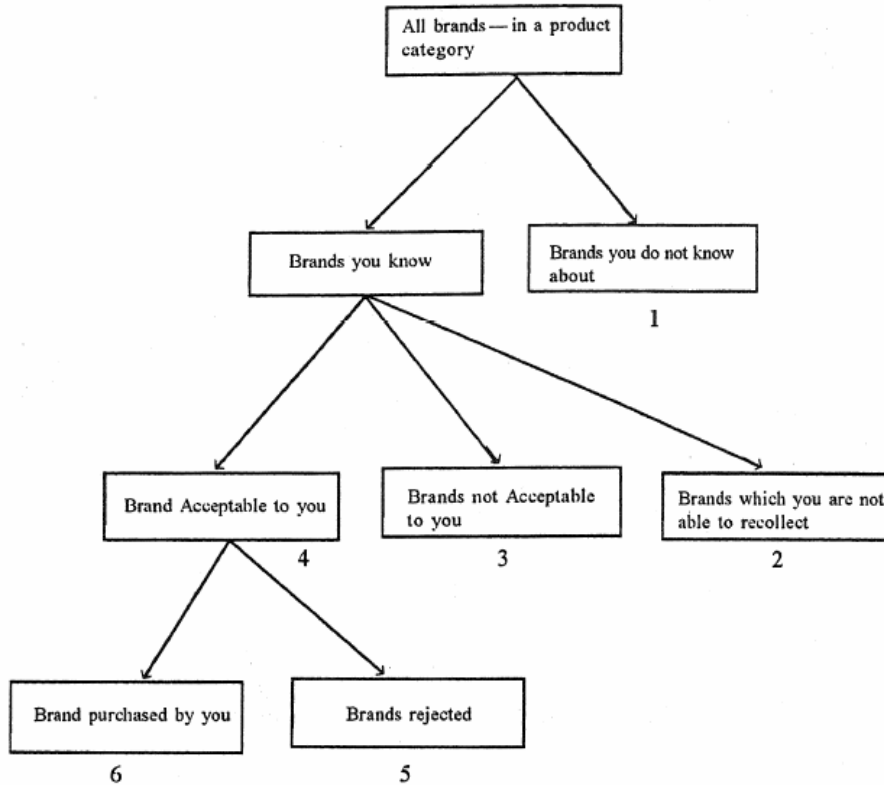 All brands — in a product
category
Brands you know
Brands you do not know
about
1
Brand Acceptable to you
Brands not Acceptable
to you
Brands which you are not
able to recollect
4
3
2
Brand purchased by you
Brands rejected
6
5